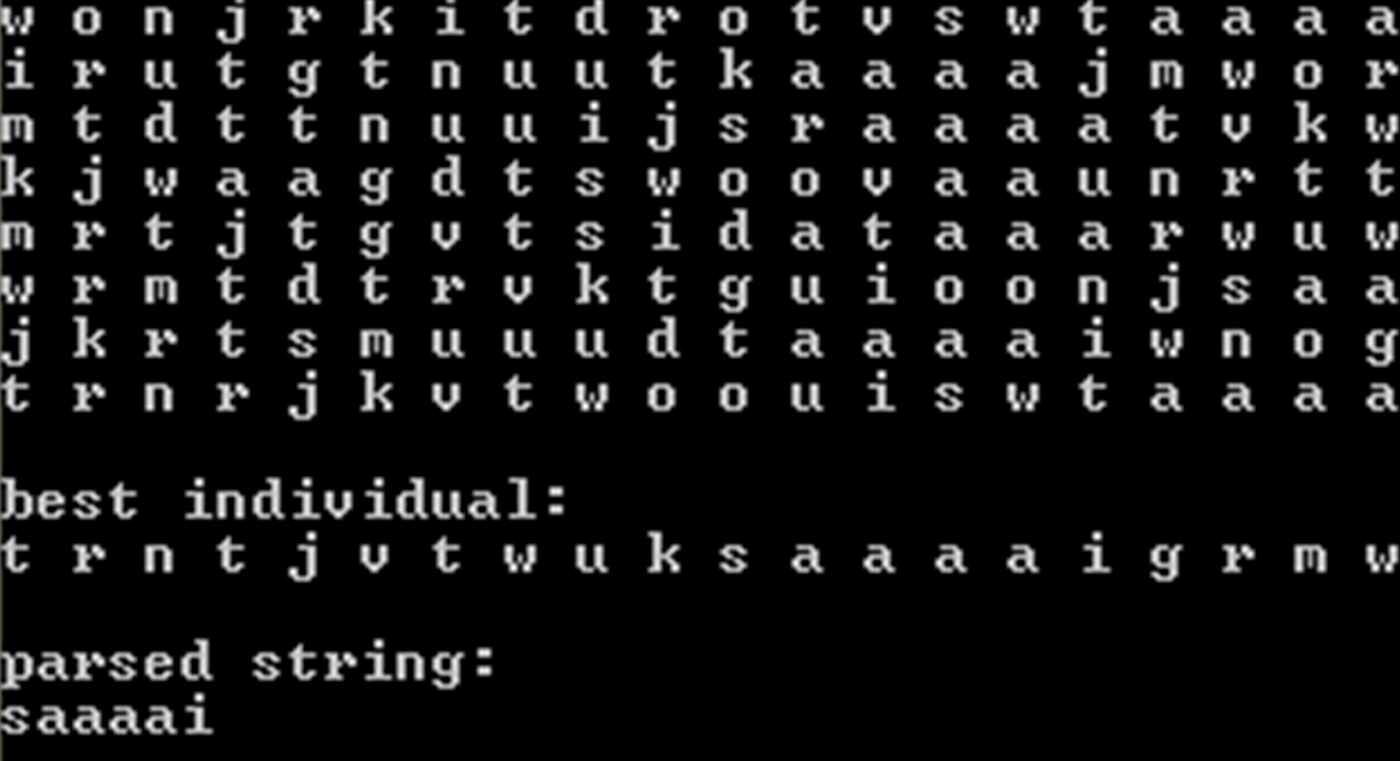 w o n j r k i t d r o t v s w t a a a a
i r u t g t n u u t k a a a a j m w o r
m t d t t n u u i j s r a a a a t v k w
k j w a a g d t s w o o v a a u n r t t
m r t j t g v t s i d a t a a a r w u w
w r m t d t r v k t g u i o o n j s a a
j k r t s m u u u d t a a a a i w n o g
t r n r j k v t w o o u i s w t a a a a
best individual:
t r n t j v t w u k s a a a a i g r m w
parsed string:
saaaai